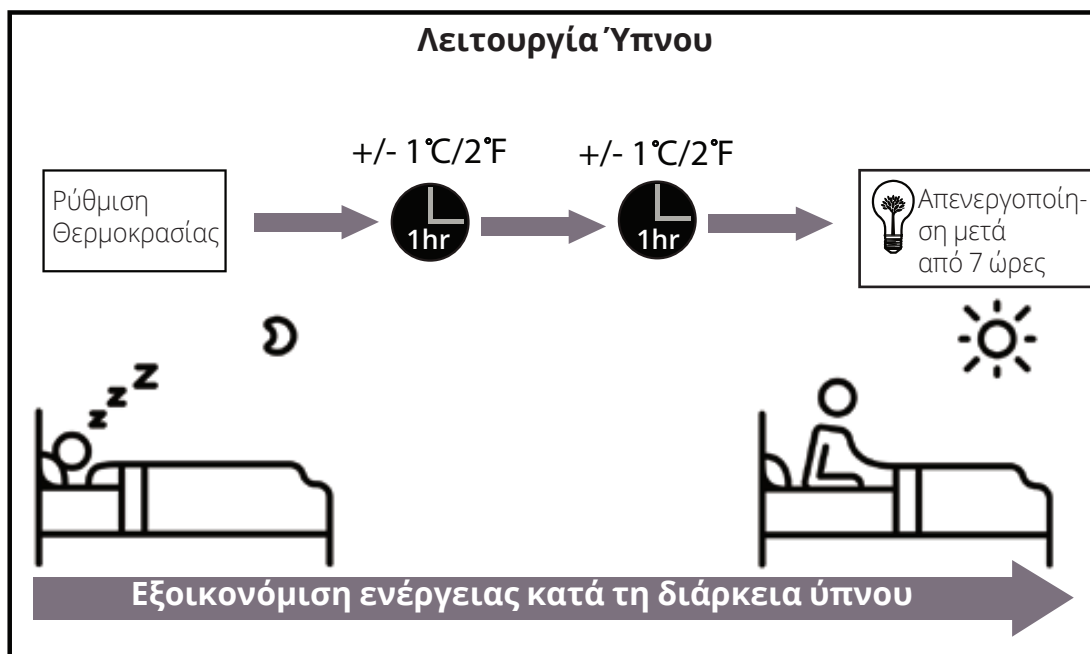 Λειτουργία Ύπνου
+/- 1℃/2℉
+/- 1℃/2℉
Ρύθμιση
Θερμοκρασίας
1hr
1hr
Απενεργοποίη-
ση μετά
από 7 ώρες
z z z
Εξοικονόμιση ενέργειας κατά τη διάρκεια ύπνου